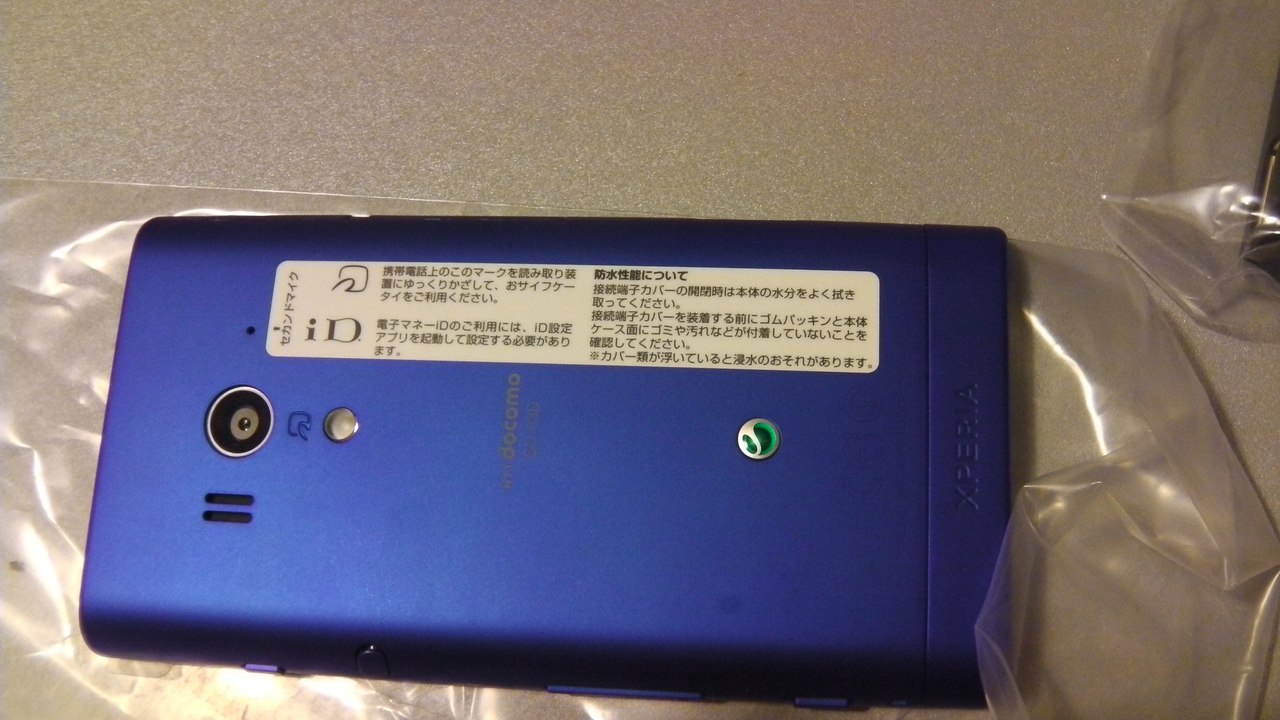 セカンドマイク
携帯電話上のこのマークを読み取り装
置にゆっくりかざして、おサイフケー
タイをご利用ください。
iD
電子マネーiDのご利用には、iD設定
アプリを起動して設定する必要があり
ます。
防水性能について
接続端子カバーの開閉時は本体の水分をよく拭き
取ってください。
接続端子カバーを装着する前にゴムパッキンと本体
ケース面にゴミや汚れなどが付着していないことを
確認してください。
※カバー類が浮いていると浸水のおそれがあります。
döcomo
XPERIA